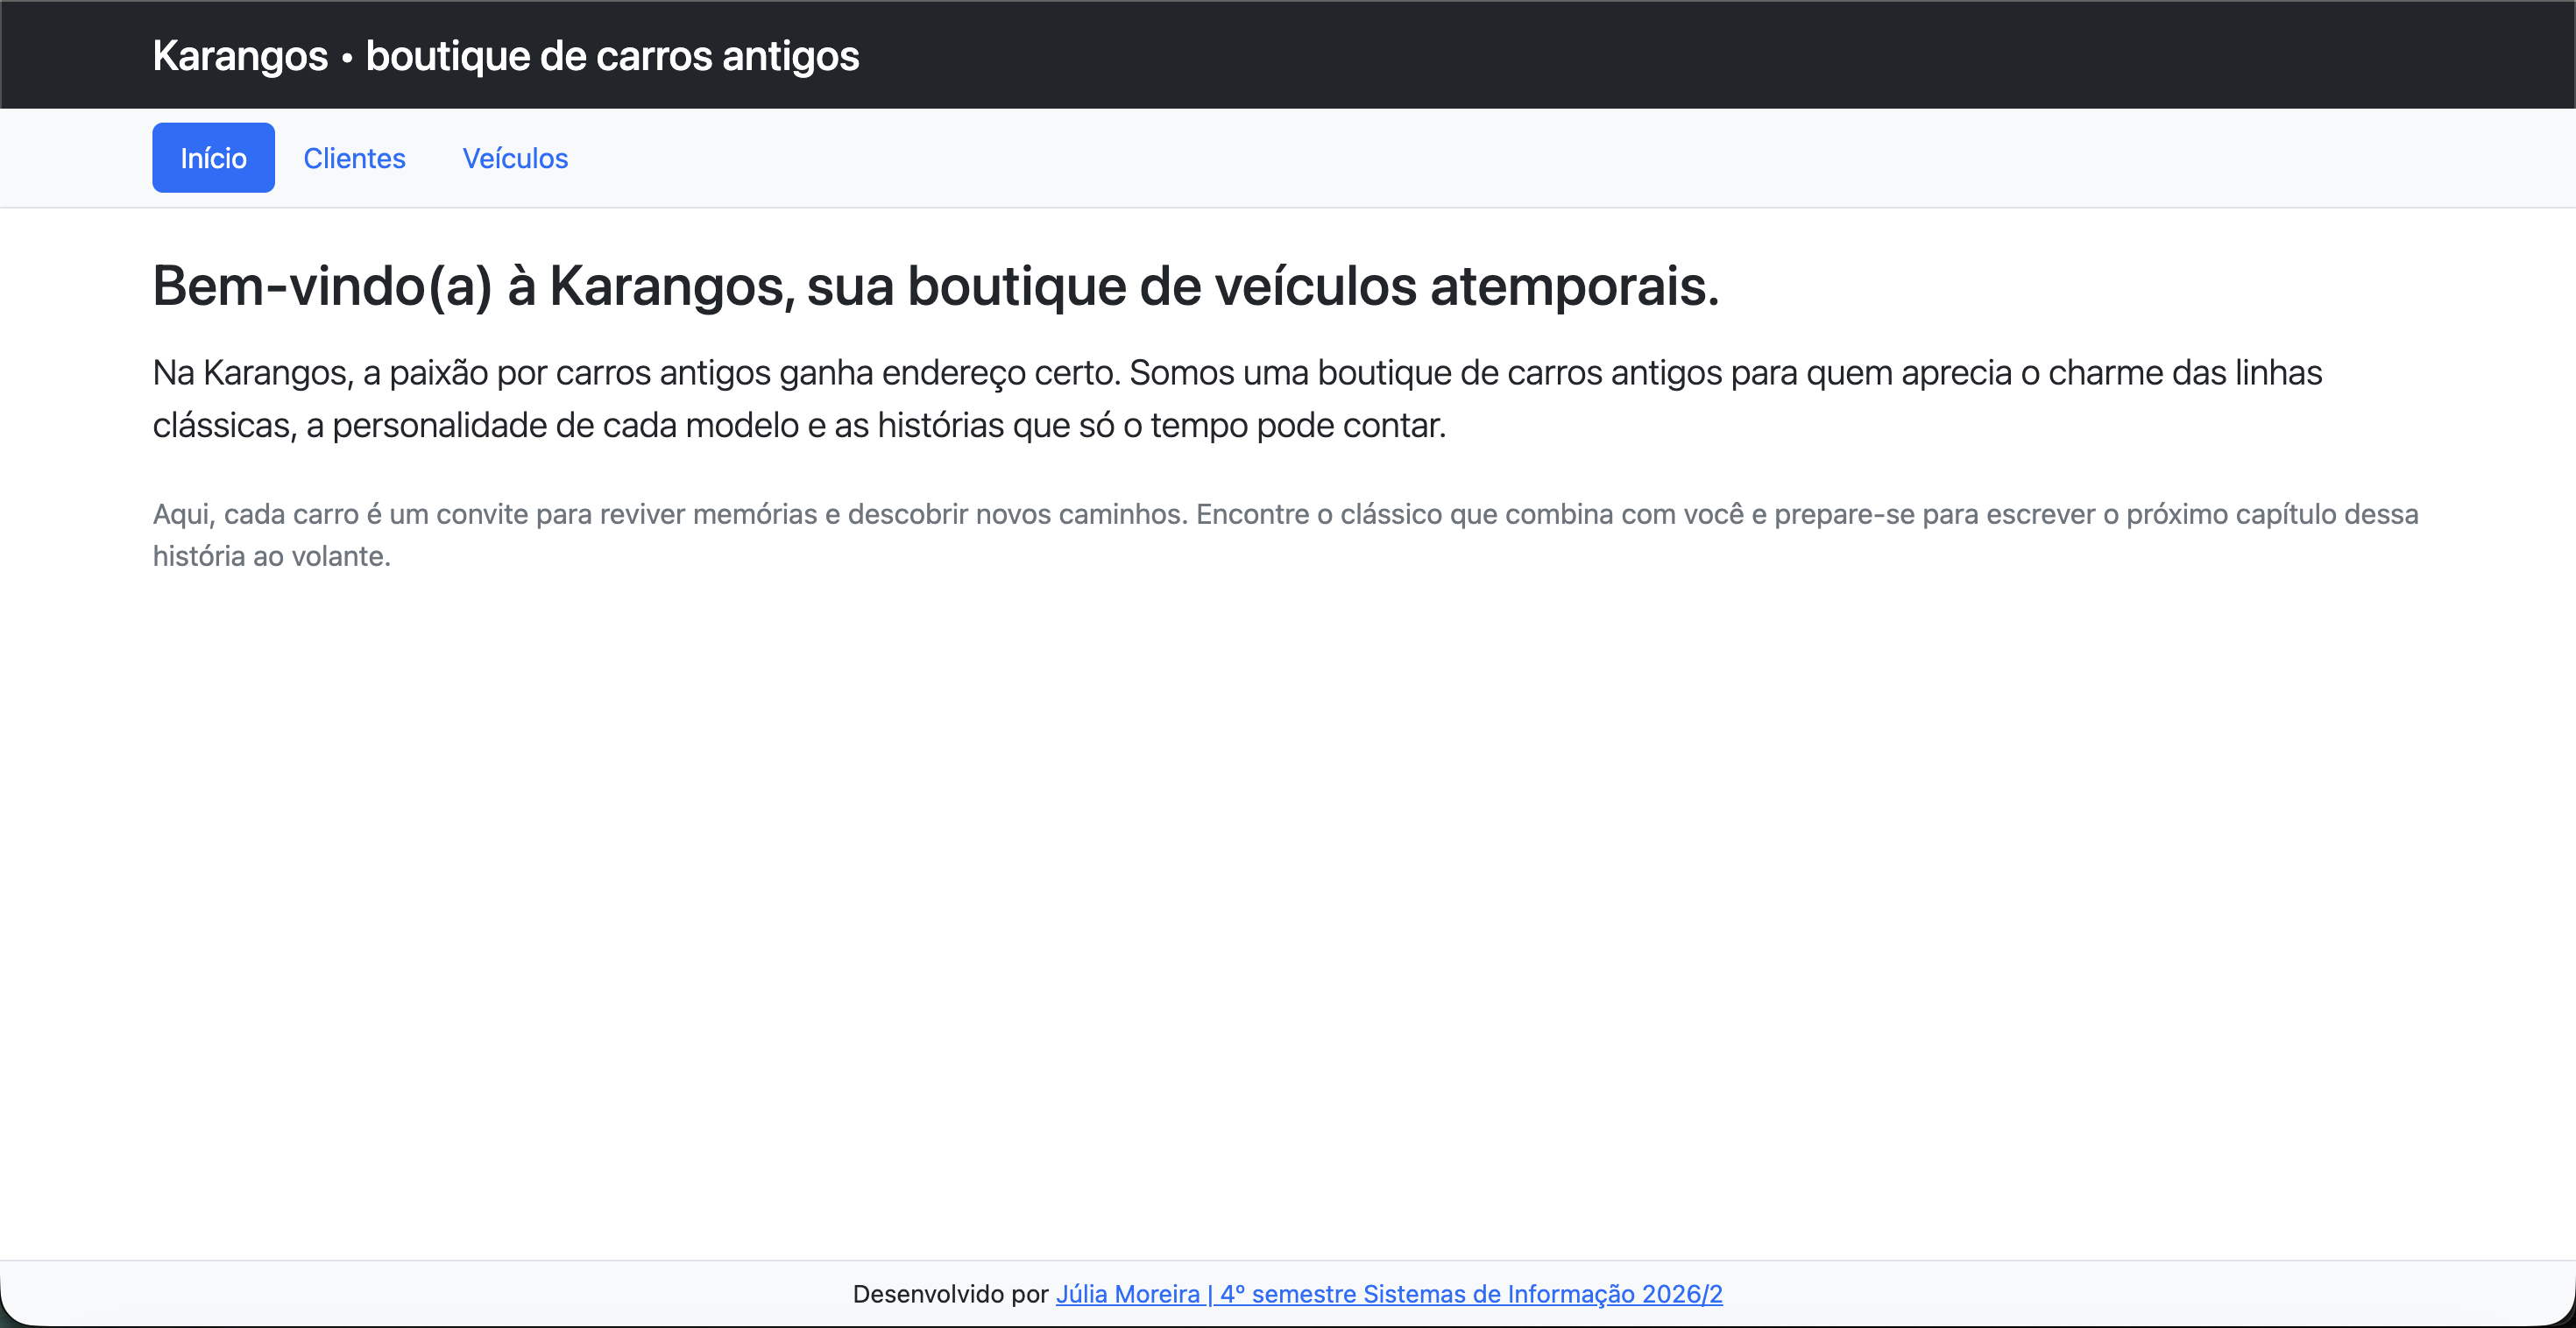 Karangos • boutique de carros antigos
Início Clientes Veículos
Bem-vindo(a) à Karangos, sua boutique de veículos atemporais.
Na Karangos, a paixão por carros antigos ganha endereço certo. Somos uma boutique de carros antigos para quem aprecia o charme das linhas
clássicas, a personalidade de cada modelo e as histórias que só o tempo pode contar.
Aqui, cada carro é um convite para reviver memórias e descobrir novos caminhos. Encontre o clássico que combina com você e prepare-se para escrever o próximo capítulo dessa
história ao volante.
Desenvolvido por Júlia Moreira | 4º semestre Sistemas de Informação 2026/2